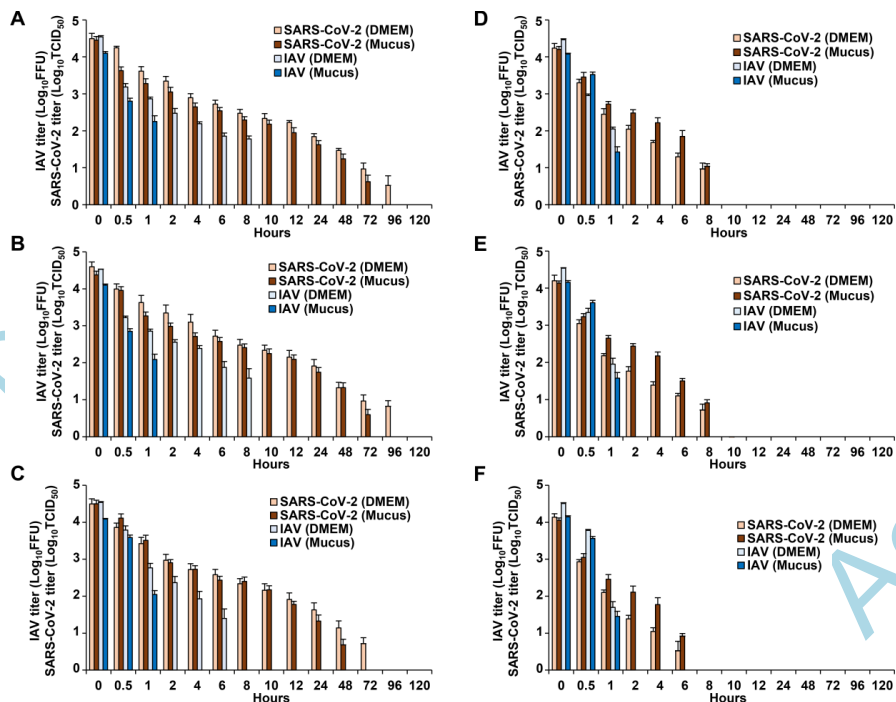 A
IAV titer (Log10FFU)
SARS-CoV-2 titer (Log10TCID50)
5
4
3
2
1
0
SARS-CoV-2 (DMEM)
SARS-CoV-2 (Mucus)
IAV (DMEM)
IAV (Mucus)
0 0.5 1 2 4 6 8 10 12 24 48 72 96 120
Hours
B
IAV titer (Log10FFU)
SARS-CoV-2 titer (Log10TCID50)
5
4
3
2
1
0
SARS-CoV-2 (DMEM)
SARS-CoV-2 (Mucus)
IAV (DMEM)
IAV (Mucus)
0 0.5 1 2 4 6 8 10 12 24 48 72 96 120
Hours
C
IAV titer (Log10FFU)
SARS-CoV-2 titer (Log10TCID50)
5
4
3
2
1
0
SARS-CoV-2 (DMEM)
SARS-CoV-2 (Mucus)
IAV (DMEM)
IAV (Mucus)
0 0.5 1 2 4 6 8 10 12 24 48 72 96 120
Hours
D
IAV titer (Log10FFU)
SARS-CoV-2 titer (Log10TCID50)
5
4
3
2
1
0
SARS-CoV-2 (DMEM)
SARS-CoV-2 (Mucus)
IAV (DMEM)
IAV (Mucus)
0 0.5 1 2 4 6 8 10 12 24 48 72 96 120
Hours
E
IAV titer (Log10FFU)
SARS-CoV-2 titer (Log10TCID50)
5
4
3
2
1
0
SARS-CoV-2 (DMEM)
SARS-CoV-2 (Mucus)
IAV (DMEM)
IAV (Mucus)
0 0.5 1 2 4 6 8 10 12 24 48 72 96 120
Hours
F
IAV titer (Log10FFU)
SARS-CoV-2 titer (Log10TCID50)
5
4
3
2
1
0
SARS-CoV-2 (DMEM)
SARS-CoV-2 (Mucus)
IAV (DMEM)
IAV (Mucus)
0 0.5 1 2 4 6 8 10 12 24 48 72 96 120
Hours